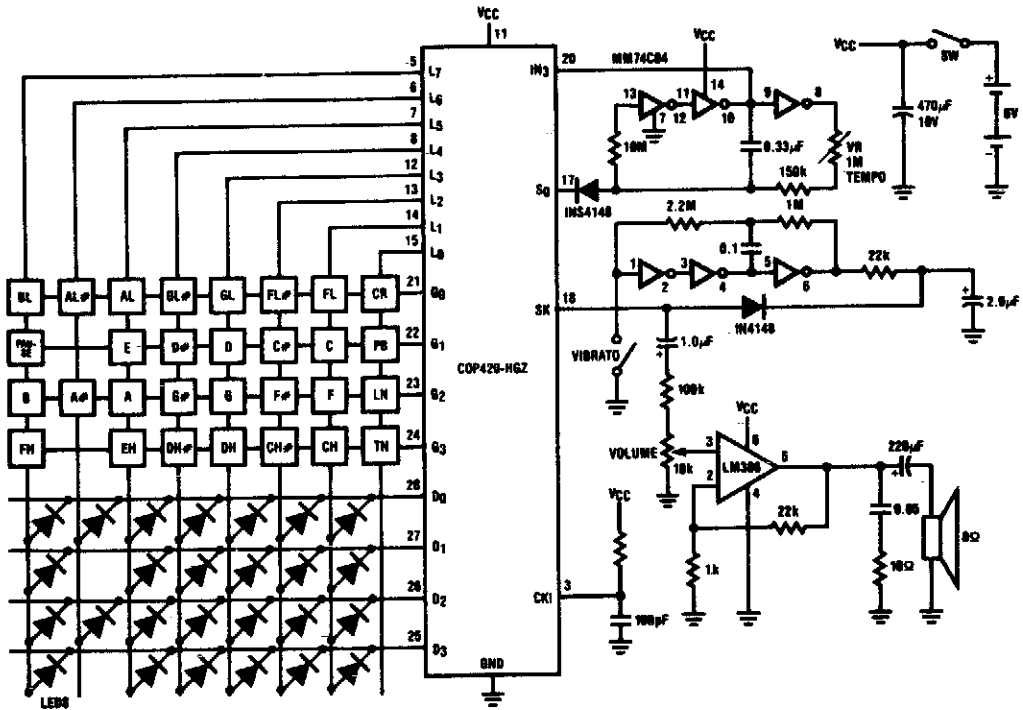 VCC
11
5
L7
6
L6
7
L5
8
L4
12
L3
13
L2
14
L1
15
L0
20
IN3
MM74C04
VCC
14
13
11
7
12
10
9
8
10M
0.33µF
VR
1M
TEMPO
150k
17
S0
INS4148
VCC
SW
470µF
10V
6V
2.2M
1M
0.1
1
2
3
4
5
6
22k
2.0µF
18
SK
IN4148
VIBRATO
1.0µF
100k
BL
AL#
AL
GL#
GL
FL#
FL
CR
21
G0
PAU-
SE
E
D#
D
C#
C
PB
22
G1
B
A#
A
G#
G
F#
F
LN
23
G2
FH
EH
DH#
DH
CH#
CH
TN
24
G3
COP420-HGZ
VOLUME
10k
VCC
3
2
6
LM386
4
5
220µF
0.05
10Ω
8Ω
22k
1k
28
D0
27
D1
26
D2
25
D3
VCC
3
CKI
100pF
GND
LEDS